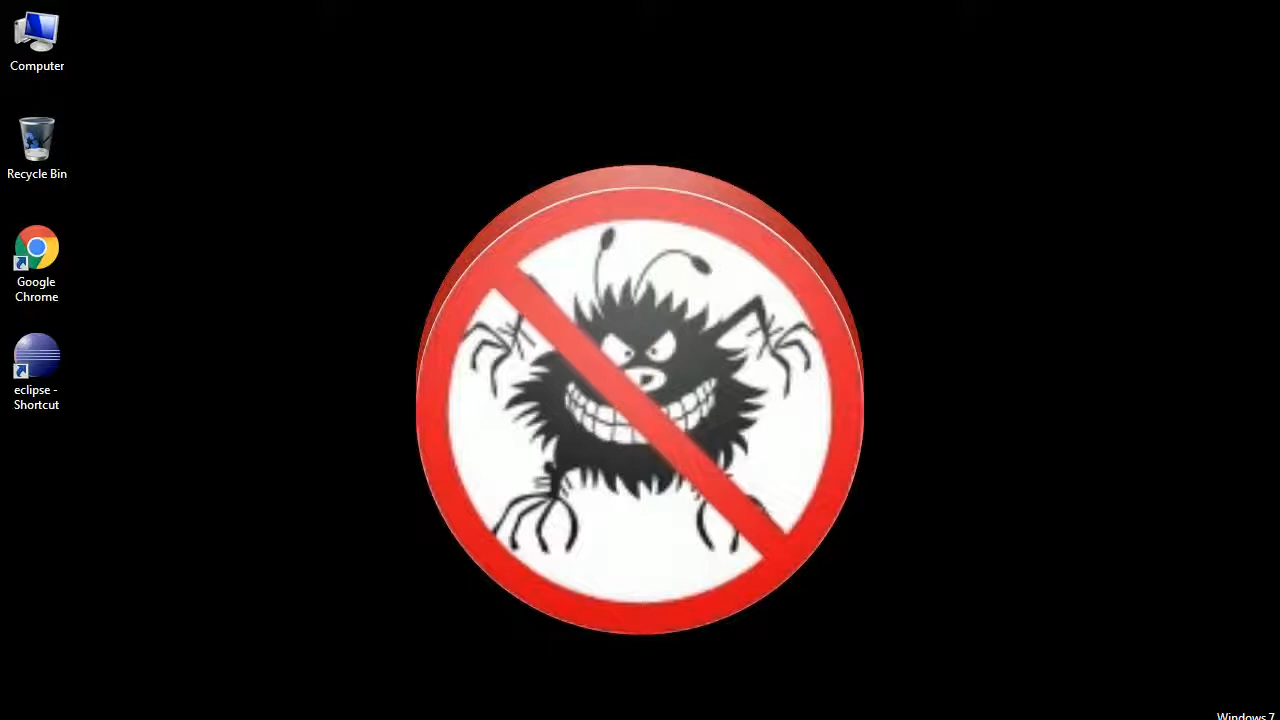 Computer
Recycle Bin
Google
Chrome
eclipse -
Shortcut
Windows 7